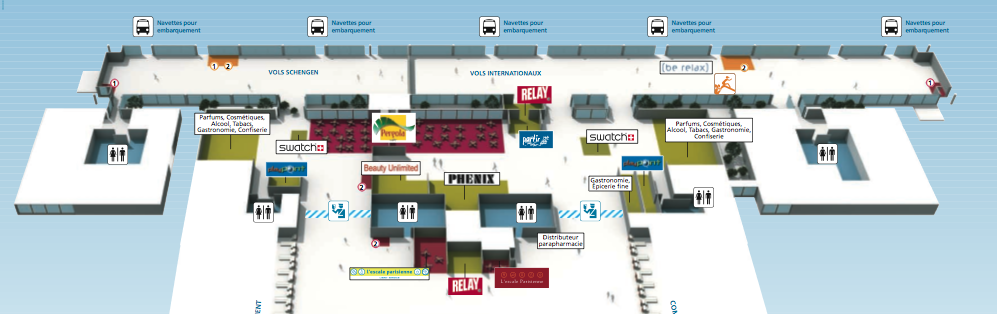 Navettes pour
embarquement
Navettes pour
embarquement
Navettes pour
embarquement
Navettes pour
embarquement
Navettes pour
embarquement
1
2
VOLS SCHENGEN
VOLS INTERNATIONAUX
[be relax]
2
1
1
RELAY
Parfums, Cosmétiques,
Alcool, Tabacs,
Gastronomie, Confiserie
Pergola
partir
swatch
swatch
Parfums, Cosmétiques,
Alcool, Tabacs, Gastronomie,
Confiserie
Beauty Unlimited
PHENIX
Gastronomie,
Epicerie fine
2
2
Distributeur
parapharmacie
l'escale parisienne
RELAY
L'escale Parisienne